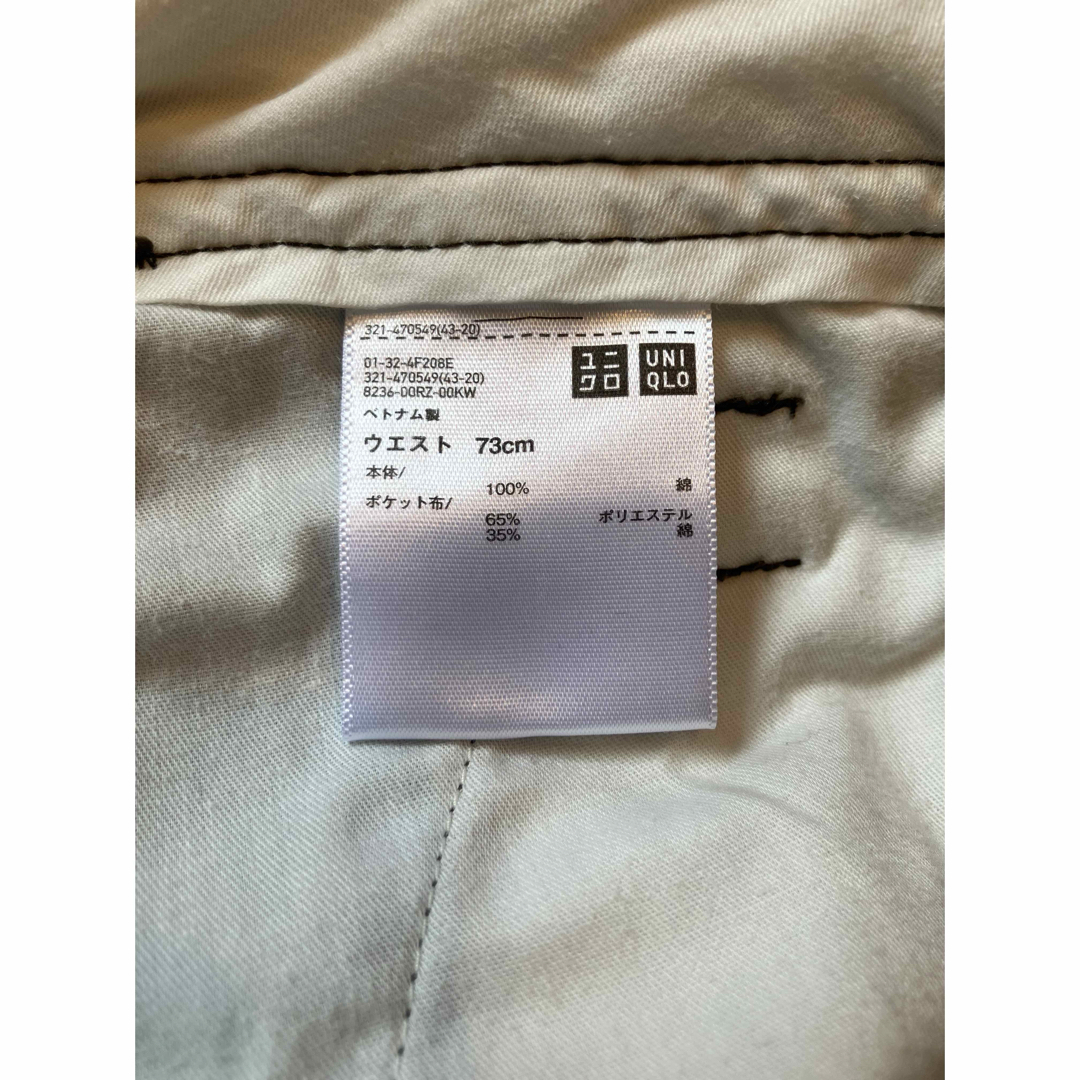 321-470549(43-20)
01-32-4F208E
321-470549(43-20)
8236-00RZ-00KW
ユニ
クロ
UNI
QLO
ベトナム製
ウエスト 73cm
本体/
100% 綿
ポケット布/
65% ポリエステル
35% 綿